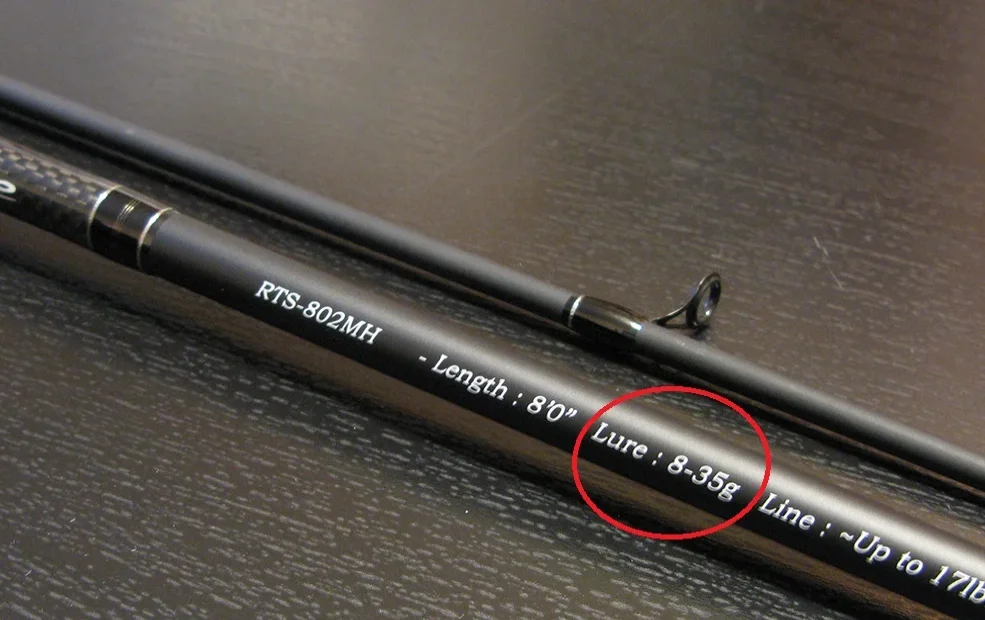 RTS-802MH - Length : 8'0" Lure : 8-35g Line : ~Up to 17lb